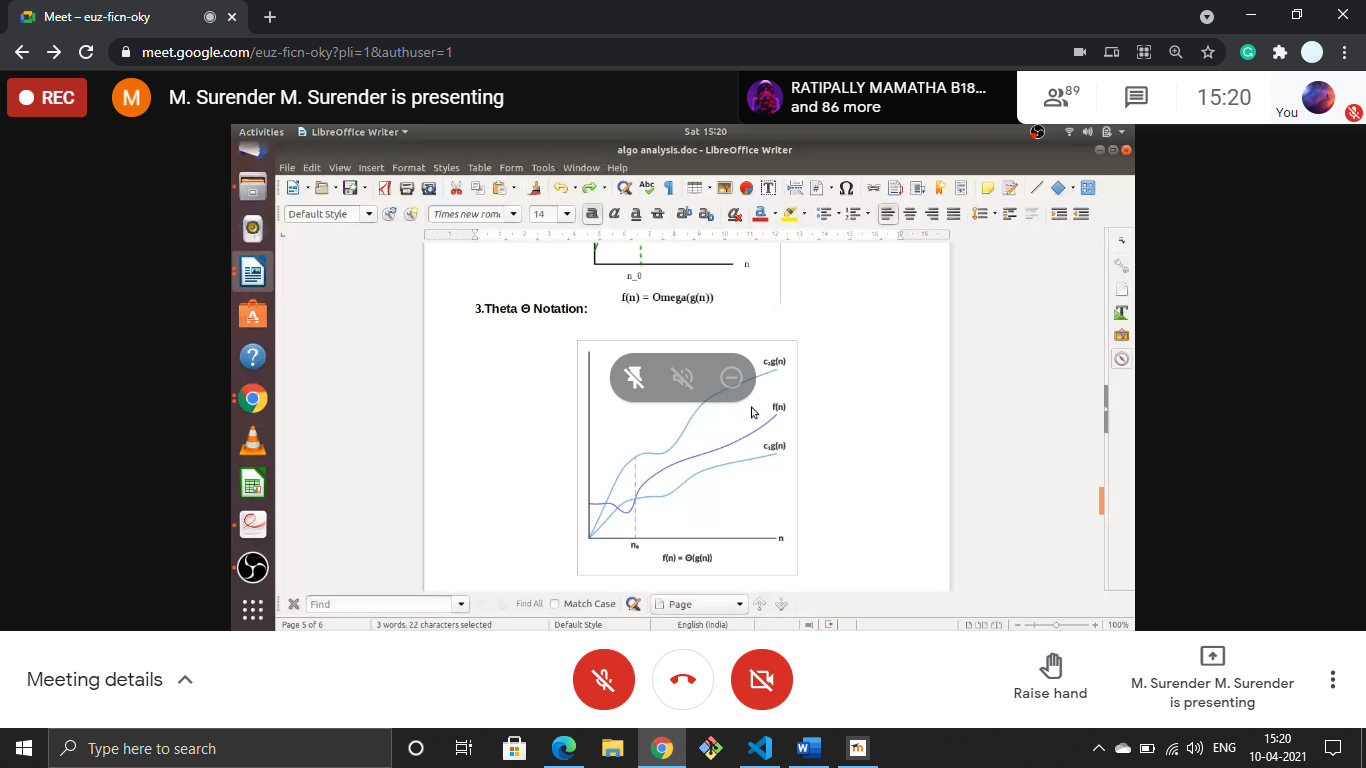 Meet – euz-ficn-oky
meet.google.com/euz-ficn-oky?pli=1&authuser=1
REC
M
M. Surender M. Surender is presenting
RATIPALLY MAMATHA B18...
and 86 more
89
15:20
You
Activities
LibreOffice Writer
Sat 15:20
algo analysis.doc - LibreOffice Writer
File Edit View Insert Format Styles Table Form Tools Window Help
Default Style
Times new rom
14
n
n_0
f(n) = Omega(g(n))
3.Theta Θ Notation:
c₂g(n)
f(n)
c₁g(n)
n
n₀
f(n) = Θ(g(n))
Find
Find All
Match Case
Page
Page 5 of 6
3 words, 22 characters selected
Default Style
English (India)
100%
Meeting details
Raise hand
M. Surender M. Surender
is presenting
Type here to search
ENG
15:20
10-04-2021